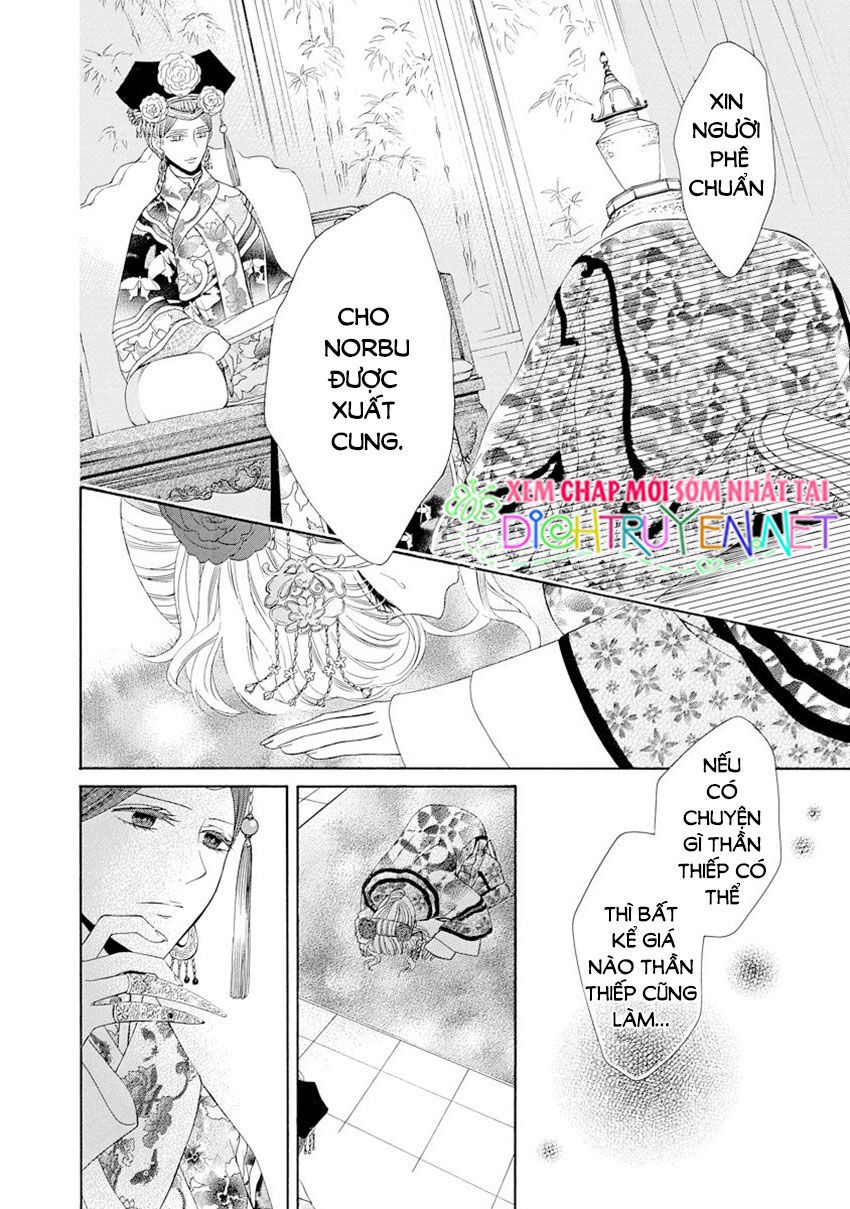 XIN
NGƯỜI
PHÊ
CHUẨN
CHO
NORBU
ĐƯỢC
XUẤT
CUNG.
XEM CHAP MỚI SỚM NHẤT TẠI
DICHTRUYEN.NET
NẾU
CÓ
CHUYỆN
GÌ THẦN
THIẾP CÓ
THỂ
THÌ BẤT
KỂ GIÁ
NÀO THẦN
THIẾP CŨNG
LÀM...